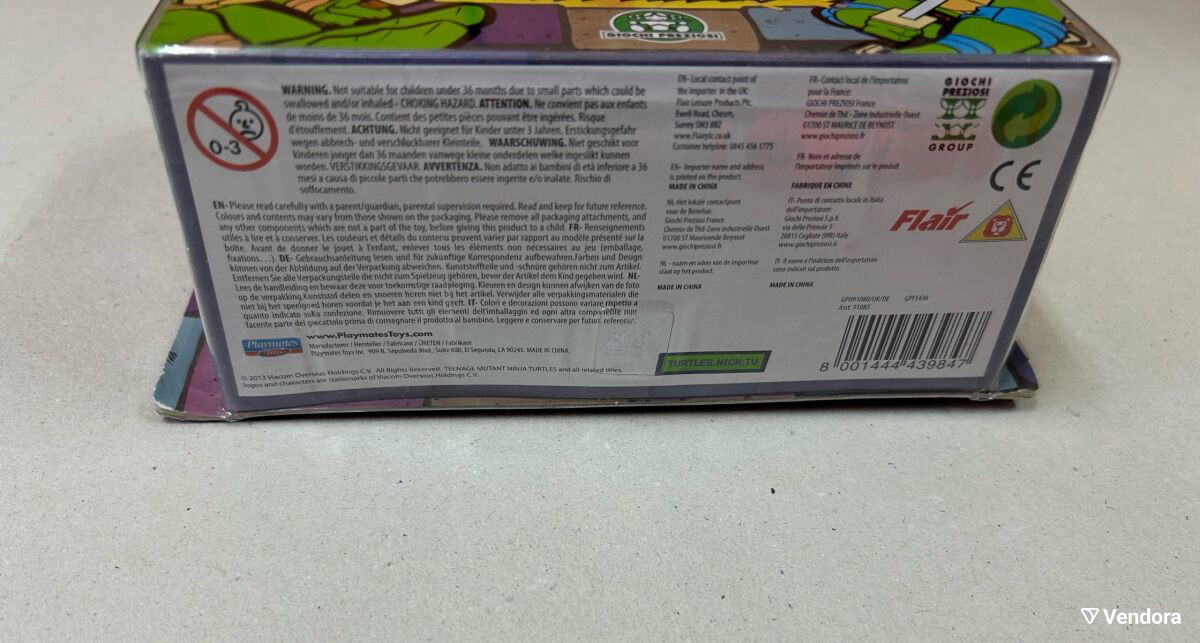 GIOCHI PREZIOSI
0-3
WARNING. Not suitable for children under 36 months due to small parts which could be
swallowed and/or inhaled - CHOKING HAZARD. ATTENTION. Ne convient pas aux enfants
de moins de 36 mois. Contient des petites pièces pouvant être ingérées. Risque
d'étouffement. ACHTUNG. Nicht geeignet für Kinder unter 3 Jahren. Erstickungsgefahr
wegen abbrech- und verschluckbarer Kleinteile. WAARSCHUWING. Niet geschikt voor
kinderen jonger dan 36 maanden vanwege kleine onderdelen welke ingeslikt kunnen
worden. VERSTIKKINGSGEVAAR. AVVERTENZA. Non adatto ai bambini di età inferiore a 36
mesi a causa di piccole parti che potrebbero essere ingerite e/o inalate. Rischio di
soffocamento.
EN- Please read carefully with a parent/guardian, parental supervision required. Read and keep for future reference.
Colours and contents may vary from those shown on the packaging. Please remove all packaging attachments, and
any other components which are not a part of the toy, before giving this product to a child. FR- Renseignements
utiles à lire et à conserver. Les couleurs et détails du contenu peuvent varier par rapport au modèle présenté sur la
boîte. Avant de donner le jouet à l'enfant, enlever tous les éléments non nécessaires au jeu (emballage,
fixations…). DE- Gebrauchsanleitung lesen und für zukünftige Korrespondenz aufbewahren. Farben und Design
können von der Abbildung auf der Verpackung abweichen. Kunststoffteile und -schnüre gehören nicht zum Artikel.
Entfernen Sie alle Verpackungsteile die nicht zum Spielzeug gehören, bevor der Artikel dem Kind gegeben wird. NL-
Lees de handleiding en bewaar deze voor toekomstige raadpleging. Kleuren en design kunnen afwijken van de foto
op de verpakking. Kunststof delen en snoeren horen niet bij het artikel. Verwijder alle verpakkingsmaterialen die
niet bij het speelgoed horen voordat je het aan een kind geeft. IT- Colori e decorazioni possono variare rispetto a
quanto indicato sulla confezione. Rimuovere tutti gli elementi dell'imballaggio ed ogni altra componente non
facente parte del giocattolo prima di consegnare il prodotto al bambino. Leggere e conservare per futuri referenze.
Playmates
TOYS
www.PlaymatesToys.com
Manufacturer / Hersteller / Fabricant / ÜRETEN / Fabrikant
Playmates Toys Inc. 909 N. Sepulveda Blvd., Suite 800, El Segundo, CA 90245. MADE IN CHINA.
© 2013 Viacom Overseas Holdings C.V. All Rights Reserved. TEENAGE MUTANT NINJA TURTLES and all related titles,
logos and characters are trademarks of Viacom Overseas Holdings C.V.
TURTLES.NICK.TV
EN- Local contact point of
the importer in the UK:
Flair Leisure Products Plc.
Ewell Road, Cheam,
Surrey SM3 8BZ
www.flairplc.co.uk
Customer helpline: 0845 456 1775
EN- Importer name and address
is printed on the product.
MADE IN CHINA
NL-Het lokale contactpunt
voor de Benelux:
Giochi Preziosi France
Chemin de Thil-Zone industrielle Ouest
01700 St Mauricende Beynost
www.giochipreziosi.fr
NL - naam en adres van de importeur
staat op het product.
MADE IN CHINA
FR- Contact local de l'importateur
pour la France:
GIOCHI PREZIOSI France
Chemin de Thil - Zone Industrielle Ouest
01700 ST MAURICE DE BEYNOST
www.giochipreziosi.fr
FR- Nom et adresse de
l'importateur imprimés sur le produit
FABRIQUE EN CHINE
IT- Punto di contatto locale in Italia
dell'importatore:
Giochi Preziosi S.p.A.
via delle Primule 5
20815 Cogliate (MB) Italy
www.giochipreziosi.it
IT- Il nome e l'indirizzo dell'importatore
sono indicati sul prodotto.
MADE IN CHINA
GIOCHI
PREZIOSI
GROUP
CE
Flair
GPH91080/UK/DE GPF5436
Asst. 91085
8 001444 439847
Vendora